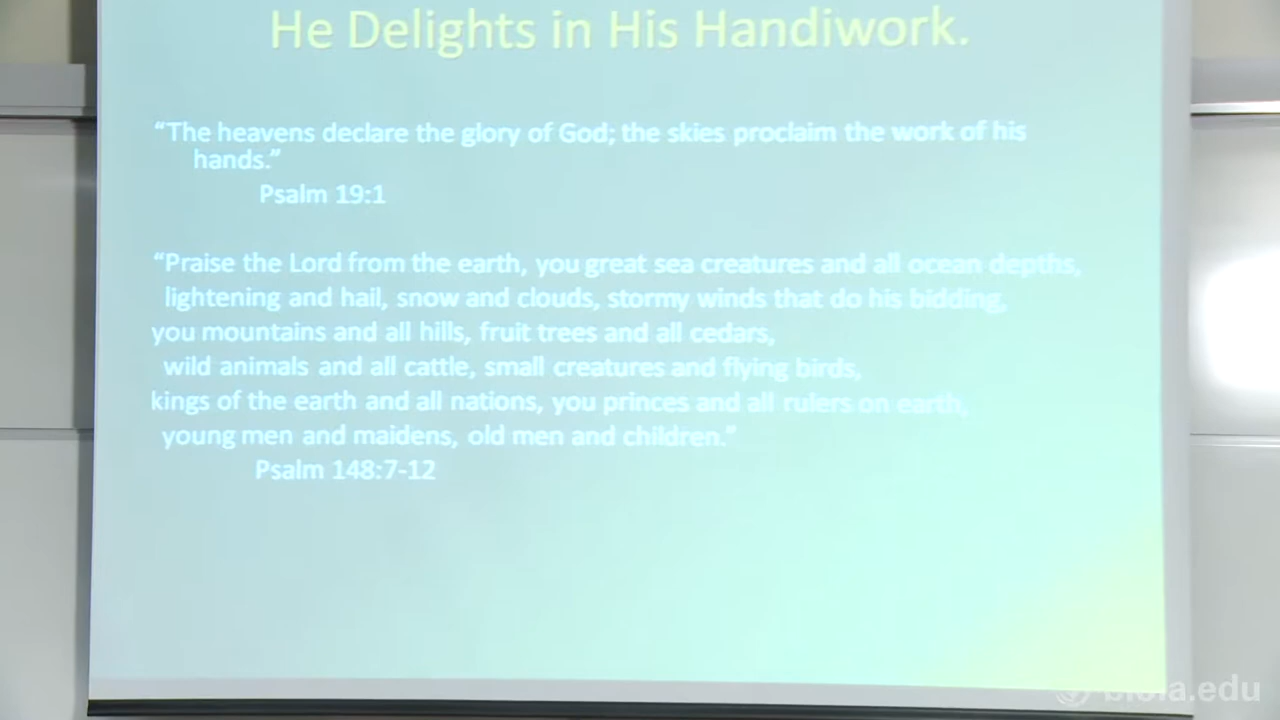 He Delights in His Handiwork.
“The heavens declare the glory of God; the skies proclaim the work of his
hands.”
Psalm 19:1
“Praise the Lord from the earth, you great sea creatures and all ocean depths,
lightening and hail, snow and clouds, stormy winds that do his bidding,
you mountains and all hills, fruit trees and all cedars,
wild animals and all cattle, small creatures and flying birds,
kings of the earth and all nations, you princes and all rulers on earth,
young men and maidens, old men and children.”
Psalm 148:7-12
biola.edu